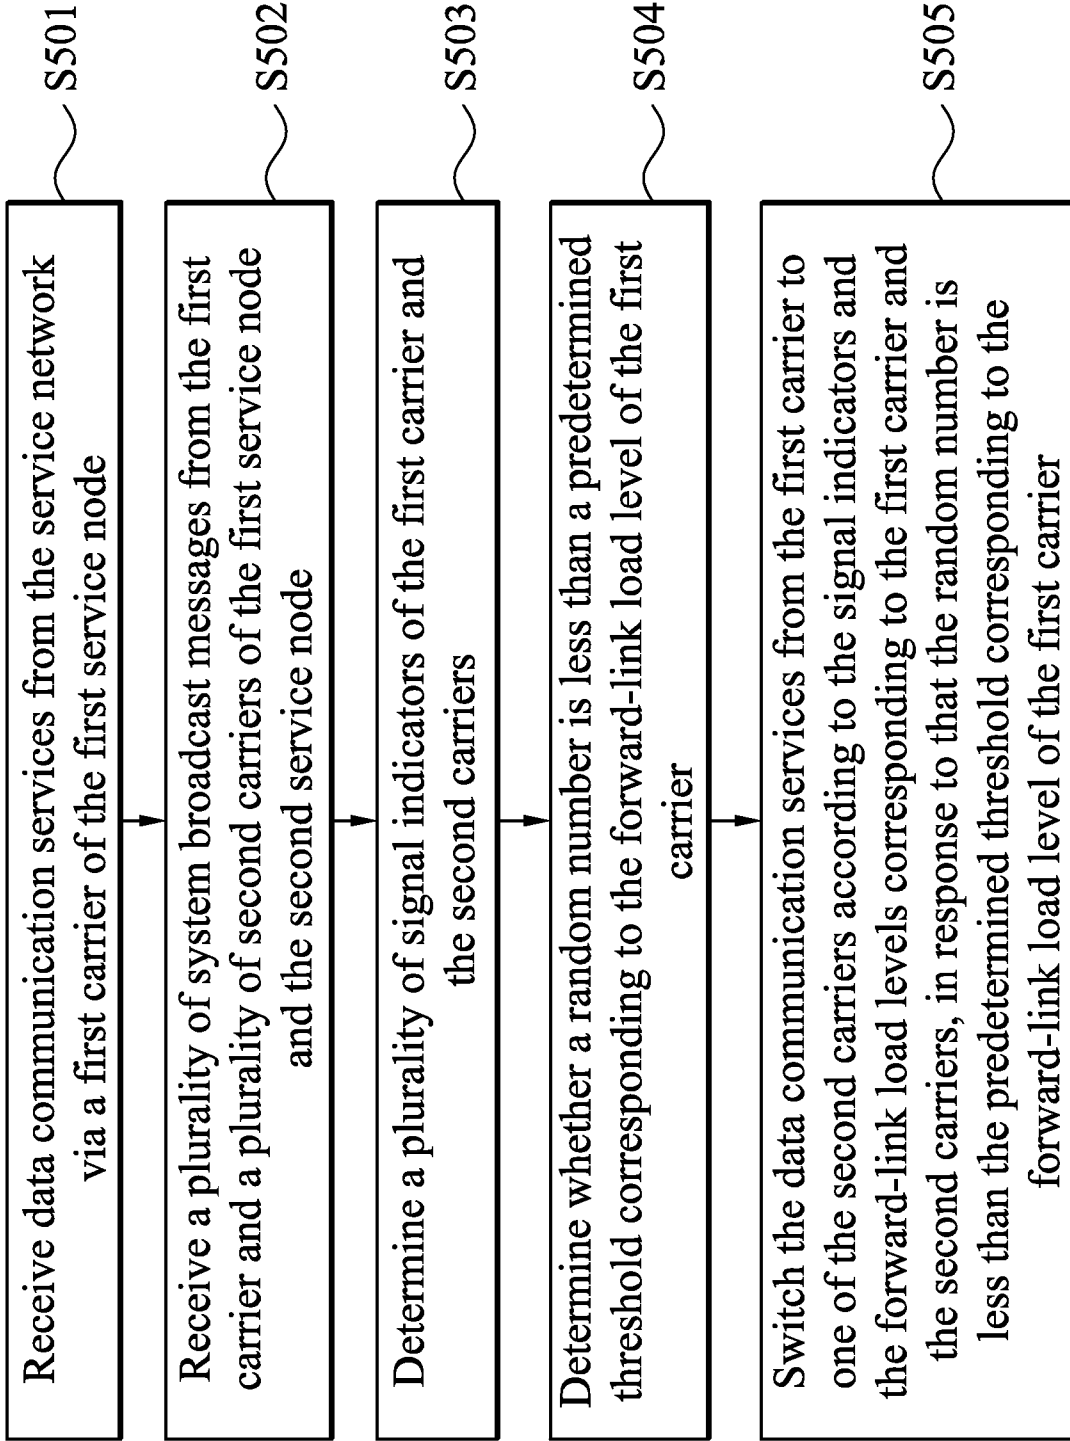 Receive data communication services from the service network
via a first carrier of the first service node
S501
Receive a plurality of system broadcast messages from the first
carrier and a plurality of second carriers of the first service node
and the second service node
S502
Determine a plurality of signal indicators of the first carrier and
the second carriers
S503
Determine whether a random number is less than a predetermined
threshold corresponding to the forward-link load level of the first
carrier
S504
Switch the data communication services from the first carrier to
one of the second carriers according to the signal indicators and
the forward-link load levels corresponding to the first carrier and
the second carriers, in response to that the random number is
less than the predetermined threshold corresponding to the
forward-link load level of the first carrier
S505